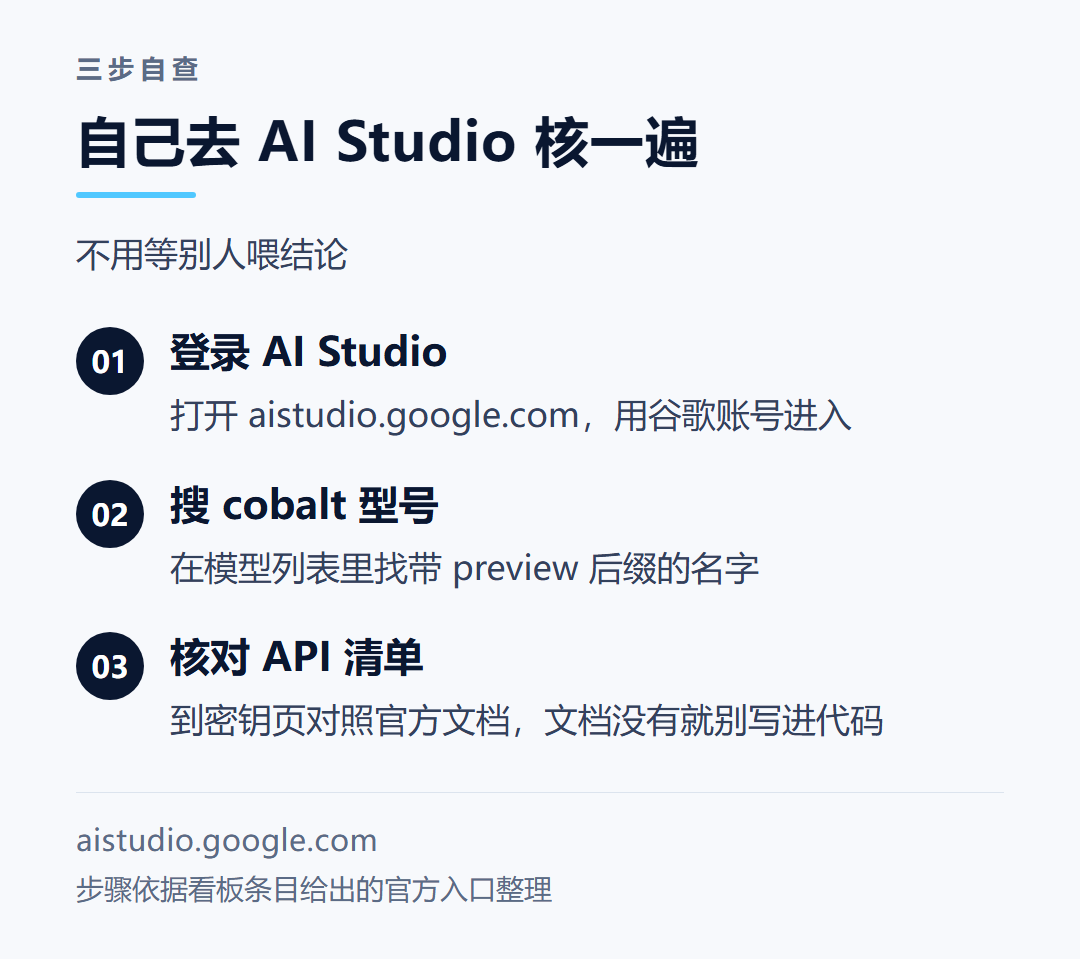 三步自查
自己去 AI Studio 核一遍
不用等别人喂结论
01
登录 AI Studio
打开 aistudio.google.com，用谷歌账号进入
02
搜 cobalt 型号
在模型列表里找带 preview 后缀的名字
03
核对 API 清单
到密钥页对照官方文档，文档没有就别写进代码
aistudio.google.com
步骤依据看板条目给出的官方入口整理